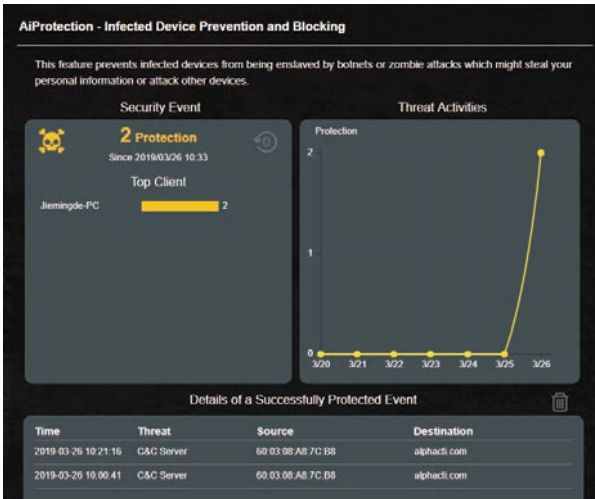 AiProtection - Infected Device Prevention and Blocking
This feature prevents infected devices from being enslaved by botnets or zombie attacks which might steal your
personal information or attack other devices.
Security Event
2 Protection
0
Since 2019/03/26 10:33
Top Client
Jiemingde-PC 2
Threat Activities
Protection
2
1
0
3/20 3/21 3/22 3/23 3/24 3/25 3/26
Details of a Successfully Protected Event
Time Threat Source Destination
2019-03-26 10:21:16 C&C Server 60:03:08:A8:7C:B8 alphacti.com
2019-03-26 10:00:41 C&C Server 60:03:08:A8:7C:B8 alphacti.com